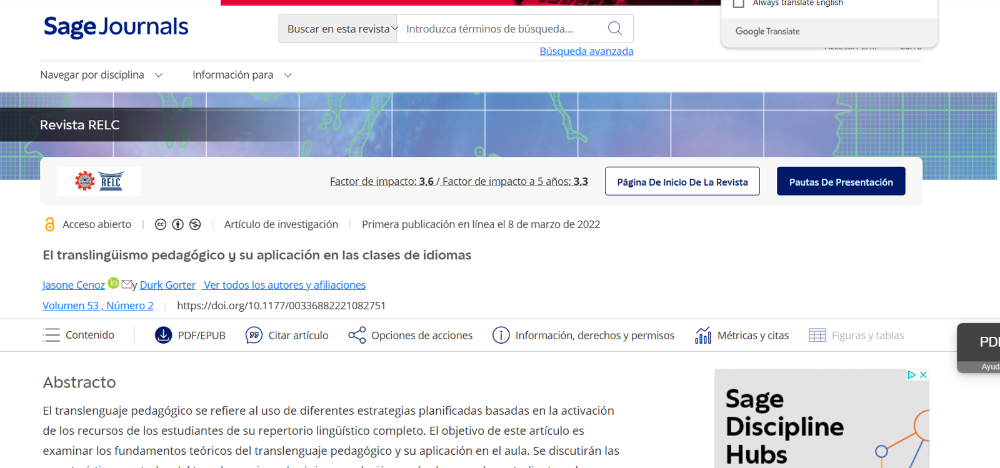 Always translate English
Google Translate
Sage Journals
Buscar en esta revista
Introduzca términos de búsqueda...
Búsqueda avanzada
Navegar por disciplina
Información para
Revista RELC
RELC
Factor de impacto: 3,6 / Factor de impacto a 5 años: 3,3
Página De Inicio De La Revista
Pautas De Presentación
Acceso abierto
cc
Artículo de investigación
Primera publicación en línea el 8 de marzo de 2022
El translingüismo pedagógico y su aplicación en las clases de idiomas
Jasone Cenoz iD y Durk Gorter Ver todos los autores y afiliaciones
Volumen 53 , Número 2
https://doi.org/10.1177/00336882221082751
Contenido
PDF/EPUB
Citar artículo
Opciones de acciones
Información, derechos y permisos
Métricas y citas
Figuras y tablas
Abstracto
El translenguaje pedagógico se refiere al uso de diferentes estrategias planificadas basadas en la activación
de los recursos de los estudiantes de su repertorio lingüístico completo. El objetivo de este artículo es
examinar los fundamentos teóricos del translenguaje pedagógico y su aplicación en el aula. Se discutirán las
Sage
Discipline
Hubs